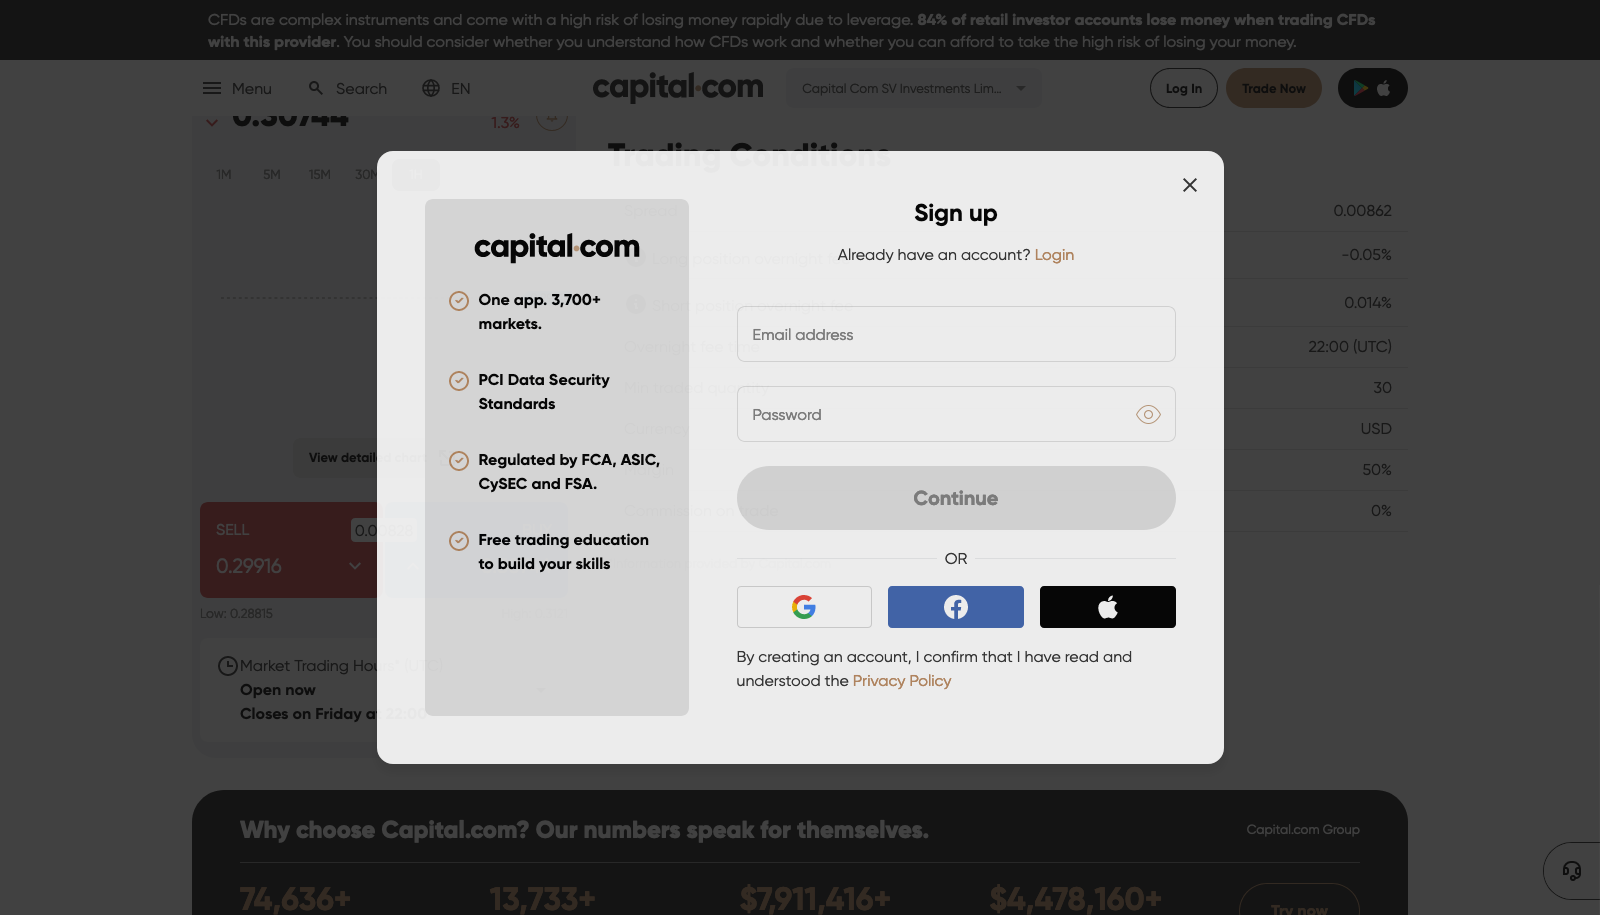 CFDs are complex instruments and come with a high risk of losing money rapidly due to leverage. 84% of retail investor accounts lose money when trading CFDs
with this provider. You should consider whether you understand how CFDs work and whether you can afford to take the high risk of losing your money.
Menu
Search
EN
capital.com
Capital Com SV Investments Lim...
Log In
Trade Now
0.30744
1.3%
Trading Conditions
1M
5M
15M
30M
0.00862
-0.05%
0.014%
22:00 (UTC)
30
USD
50%
0%
View detailed chart
SELL
0.29916
Low: 0.28815
Market Trading Hours
Open now
Closes on Friday at 22:00
capital.com
One app. 3,700+
markets.
PCI Data Security
Standards
Regulated by FCA, ASIC,
CySEC and FSA.
Free trading education
to build your skills
Sign up
Already have an account? Login
Email address
Password
Continue
OR
By creating an account, I confirm that I have read and
understood the Privacy Policy
Why choose Capital.com? Our numbers speak for themselves.
Capital.com Group
74,636+
13,733+
$7,911,416+
$4,478,160+
Try now